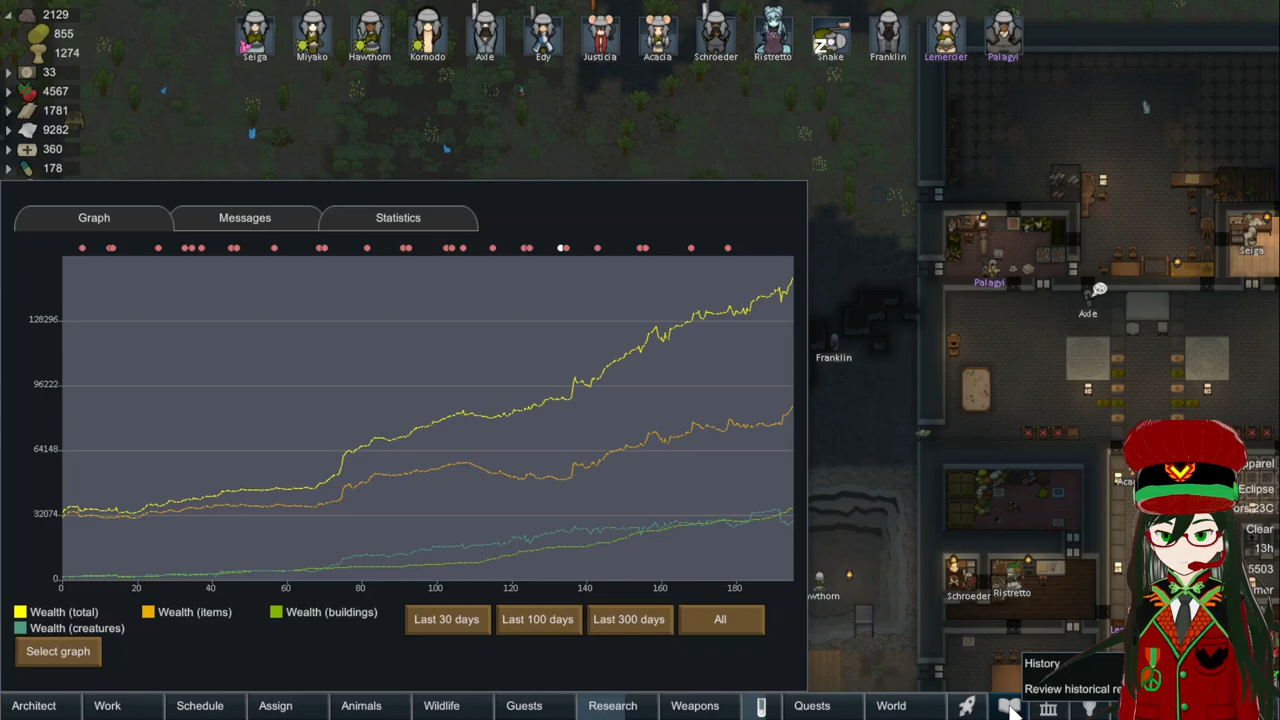 2129
855
1274
33
4567
1781
9282
360
178
Seiga
Miyako
Hawthorn
Komodo
Axle
Edy
Justicia
Acacia
Schroeder
Ristretto
Snake
Franklin
Lemercier
Palagyi
Graph
Messages
Statistics
128296
96222
64148
32074
0
0 20 40 60 80 100 120 140 160 180
Wealth (total)
Wealth (items)
Wealth (buildings)
Wealth (creatures)
Last 30 days
Last 100 days
Last 300 days
All
Select graph
Seiga
Palagyi
Axle
Franklin
Schroeder
Ristretto
Eclipse
Clear
13h
5503
History
Review historical re
Architect
Work
Schedule
Assign
Animals
Wildlife
Guests
Research
Weapons
Quests
World